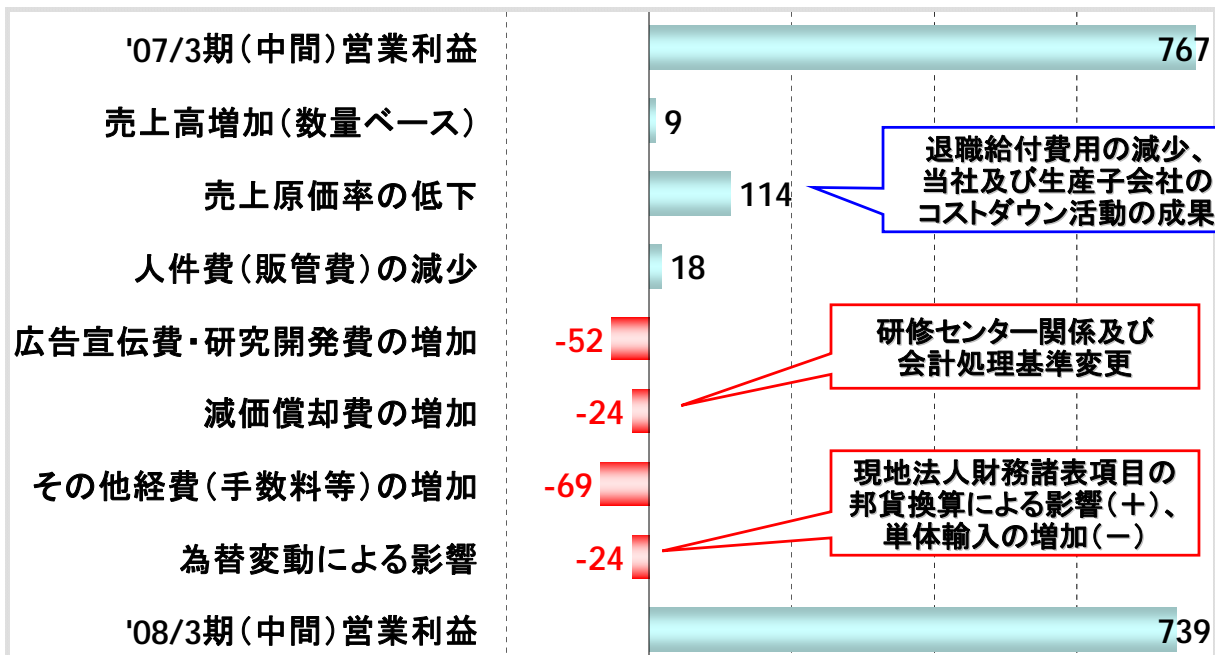 '07/3期(中間)営業利益
767
売上高増加(数量ベース)
9
売上原価率の低下
114
退職給付費用の減少、
当社及び生産子会社の
コストダウン活動の成果
人件費(販管費)の減少
18
広告宣伝費・研究開発費の増加
-52
減価償却費の増加
-24
研修センター関係及び
会計処理基準変更
その他経費(手数料等)の増加
-69
為替変動による影響
-24
現地法人財務諸表項目の
邦貨換算による影響(+)、
単体輸入の増加(-)
'08/3期(中間)営業利益
739